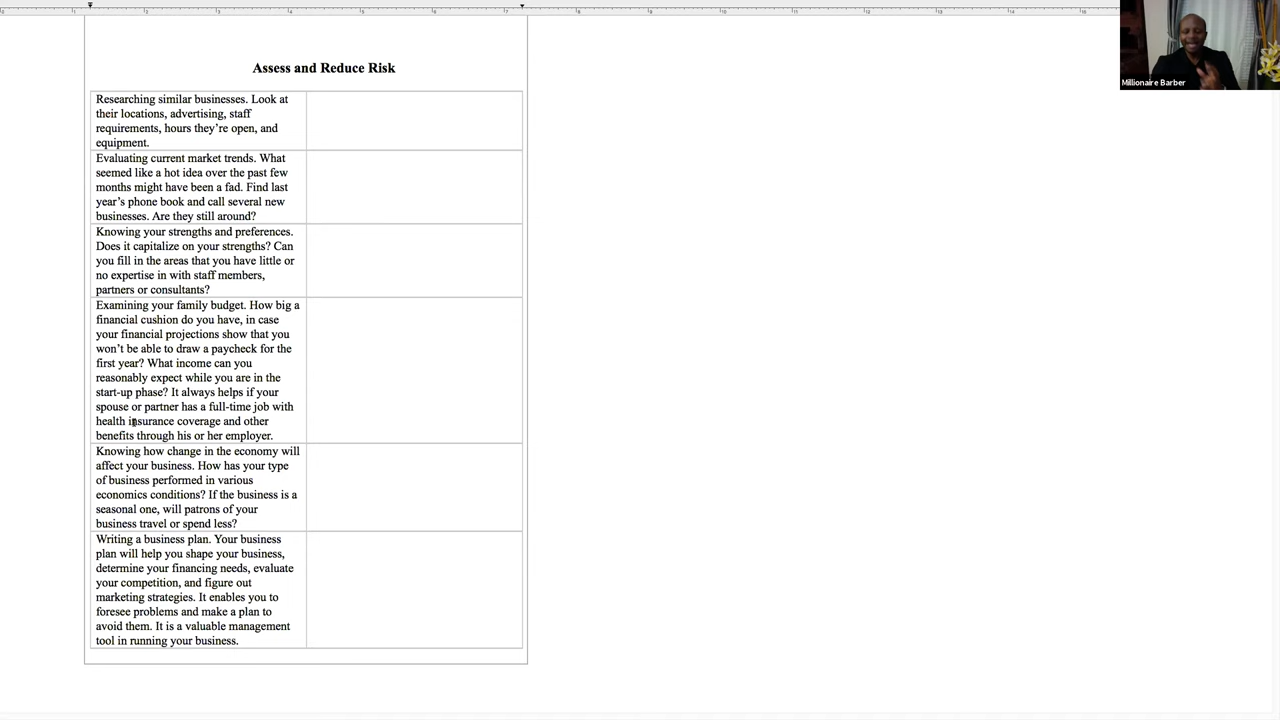 Assess and Reduce Risk
Researching similar businesses. Look at
their locations, advertising, staff
requirements, hours they’re open, and
equipment.
Evaluating current market trends. What
seemed like a hot idea over the past few
months might have been a fad. Find last
year’s phone book and call several new
businesses. Are they still around?
Knowing your strengths and preferences.
Does it capitalize on your strengths? Can
you fill in the areas that you have little or
no expertise in with staff members,
partners or consultants?
Examining your family budget. How big a
financial cushion do you have, in case
your financial projections show that you
won’t be able to draw a paycheck for the
first year? What income can you
reasonably expect while you are in the
start-up phase? It always helps if your
spouse or partner has a full-time job with
health insurance coverage and other
benefits through his or her employer.
Knowing how change in the economy will
affect your business. How has your type
of business performed in various
economics conditions? If the business is a
seasonal one, will patrons of your
business travel or spend less?
Writing a business plan. Your business
plan will help you shape your business,
determine your financing needs, evaluate
your competition, and figure out
marketing strategies. It enables you to
foresee problems and make a plan to
avoid them. It is a valuable management
tool in running your business.
Millionaire Barber